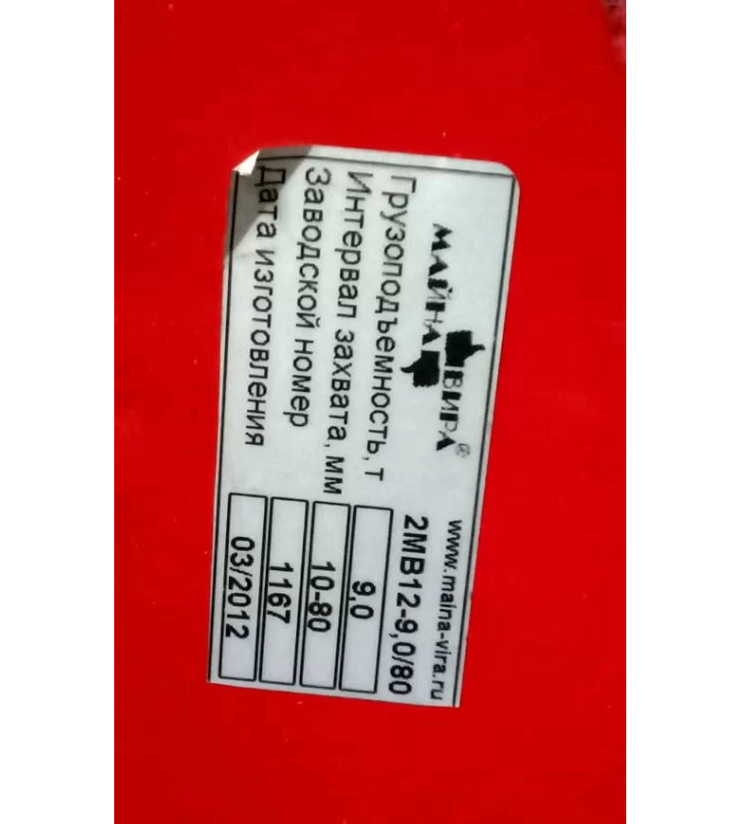 МАЙНА ВИРА®
www.maina-vira.ru
2МВ12-9,0/80
Грузоподъемность, т 9,0
Интервал захвата, мм 10-80
Заводской номер 1167
Дата изготовления 03/2012